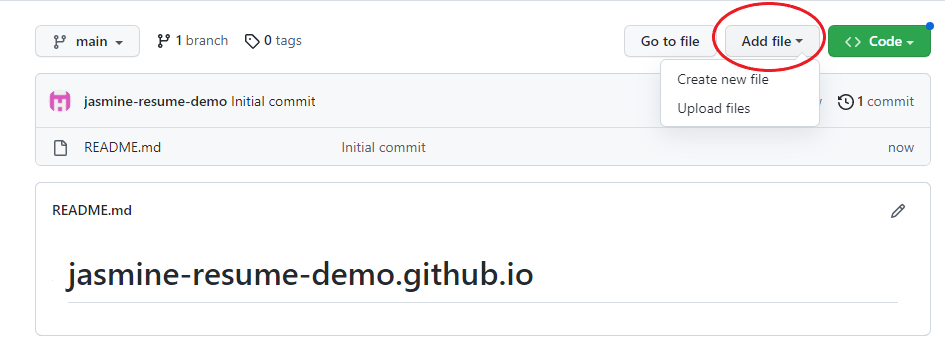 main 1 branch 0 tags Go to file Add file <> Code
Create new file
Upload files
jasmine-resume-demo Initial commit 1 commit
README.md Initial commit now
README.md
jasmine-resume-demo.github.io